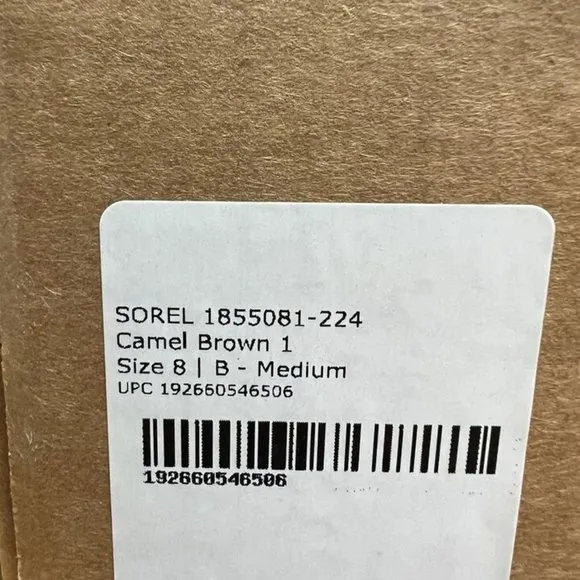 SOREL 1855081-224
Camel Brown 1
Size 8 | B - Medium
UPC 192660546506
192660546506